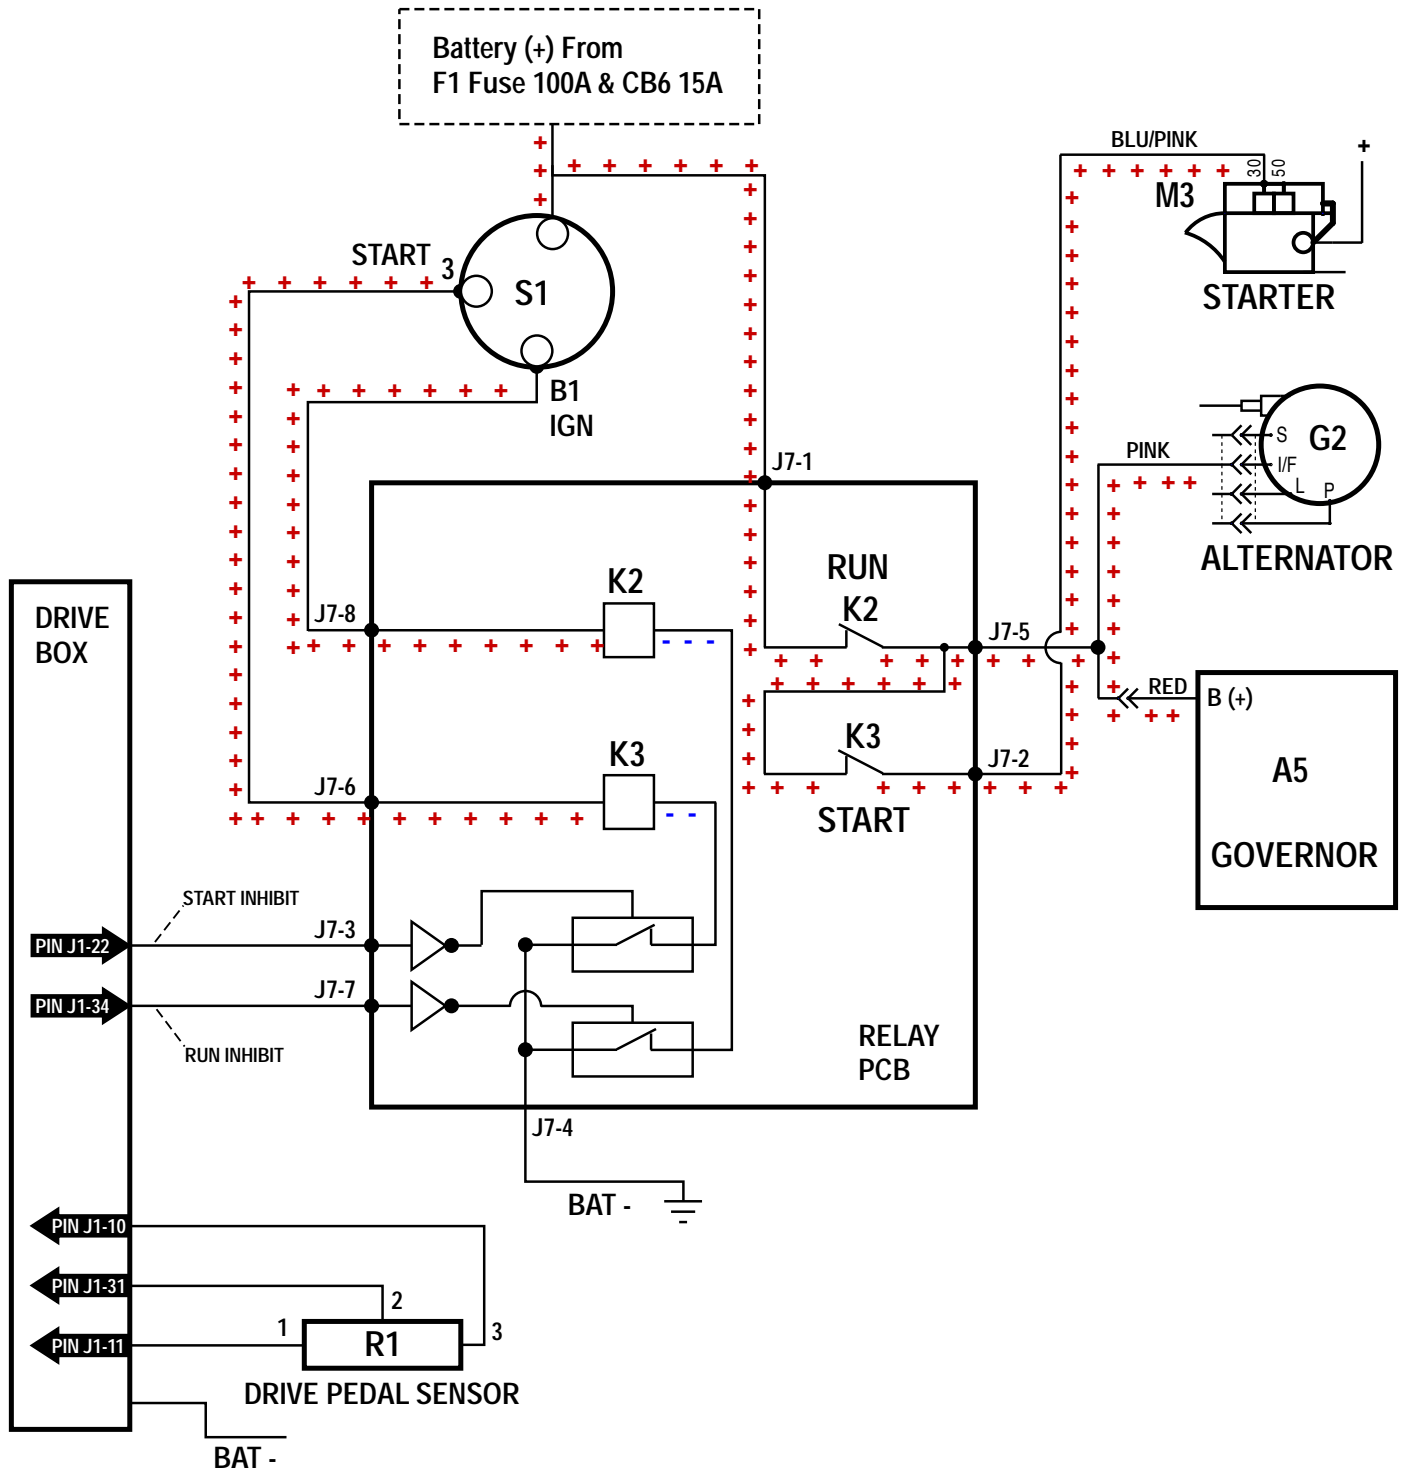 Battery (+) From
F1 Fuse 100A & CB6 15A
BLU/PINK
30
50
+
M3
STARTER
START
3
S1
B1
IGN
J7-1
PINK
S
G2
I/F
L
P
ALTERNATOR
DRIVE
BOX
K2
RUN
K2
J7-8
J7-5
- - -
RED
B (+)
K3
K3
J7-2
A5
J7-6
START
- -
GOVERNOR
START INHIBIT
J7-3
PIN J1-22
J7-7
PIN J1-34
RUN INHIBIT
RELAY
PCB
J7-4
BAT -
PIN J1-10
PIN J1-31
2
1
3
PIN J1-11
R1
DRIVE PEDAL SENSOR
BAT -